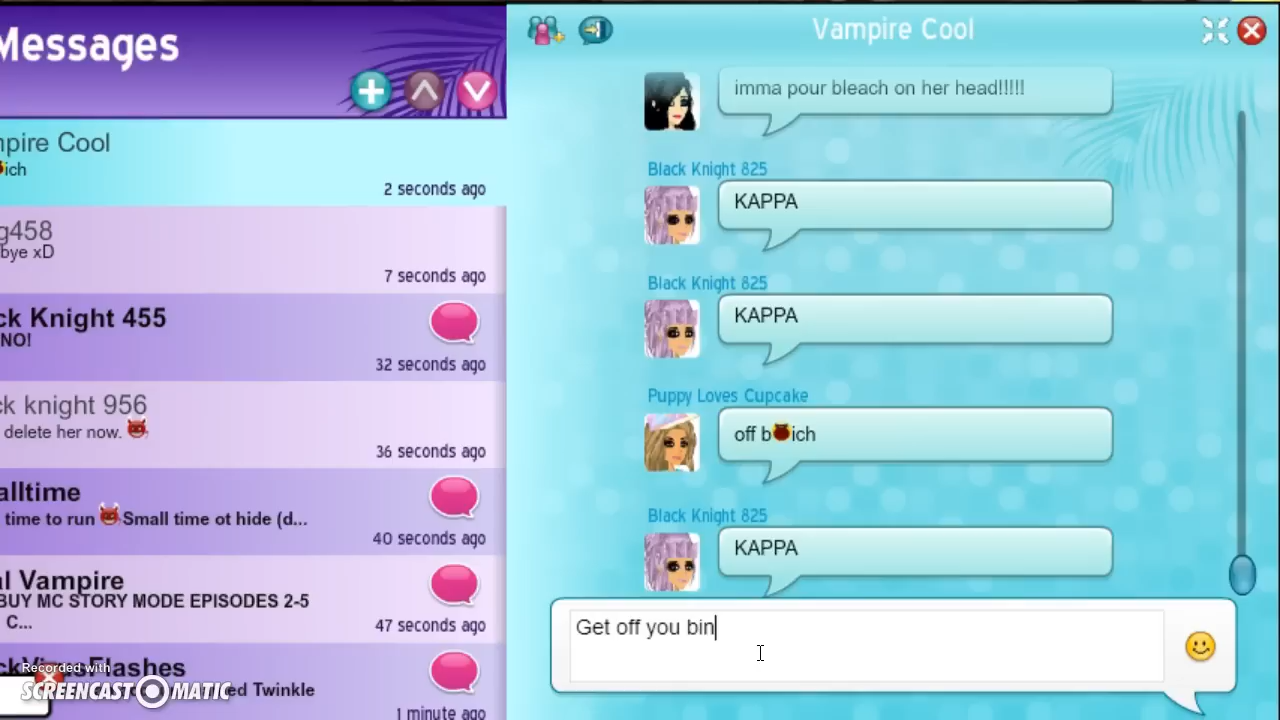 Messages
mpire Cool
ich
2 seconds ago
g458
bye xD
7 seconds ago
ck Knight 455
NO!
32 seconds ago
ck knight 956
delete her now.
36 seconds ago
alltime
time to run Small time ot hide (d...
40 seconds ago
al Vampire
BUY MC STORY MODE EPISODES 2-5
C...
47 seconds ago
Flashes
ed Twinkle
1 minute ago
Recorded with
SCREENCAST-O-MATIC
Vampire Cool
imma pour bleach on her head!!!!!
Black Knight 825
KAPPA
Black Knight 825
KAPPA
Puppy Loves Cupcake
off b ich
Black Knight 825
KAPPA
Get off you bin